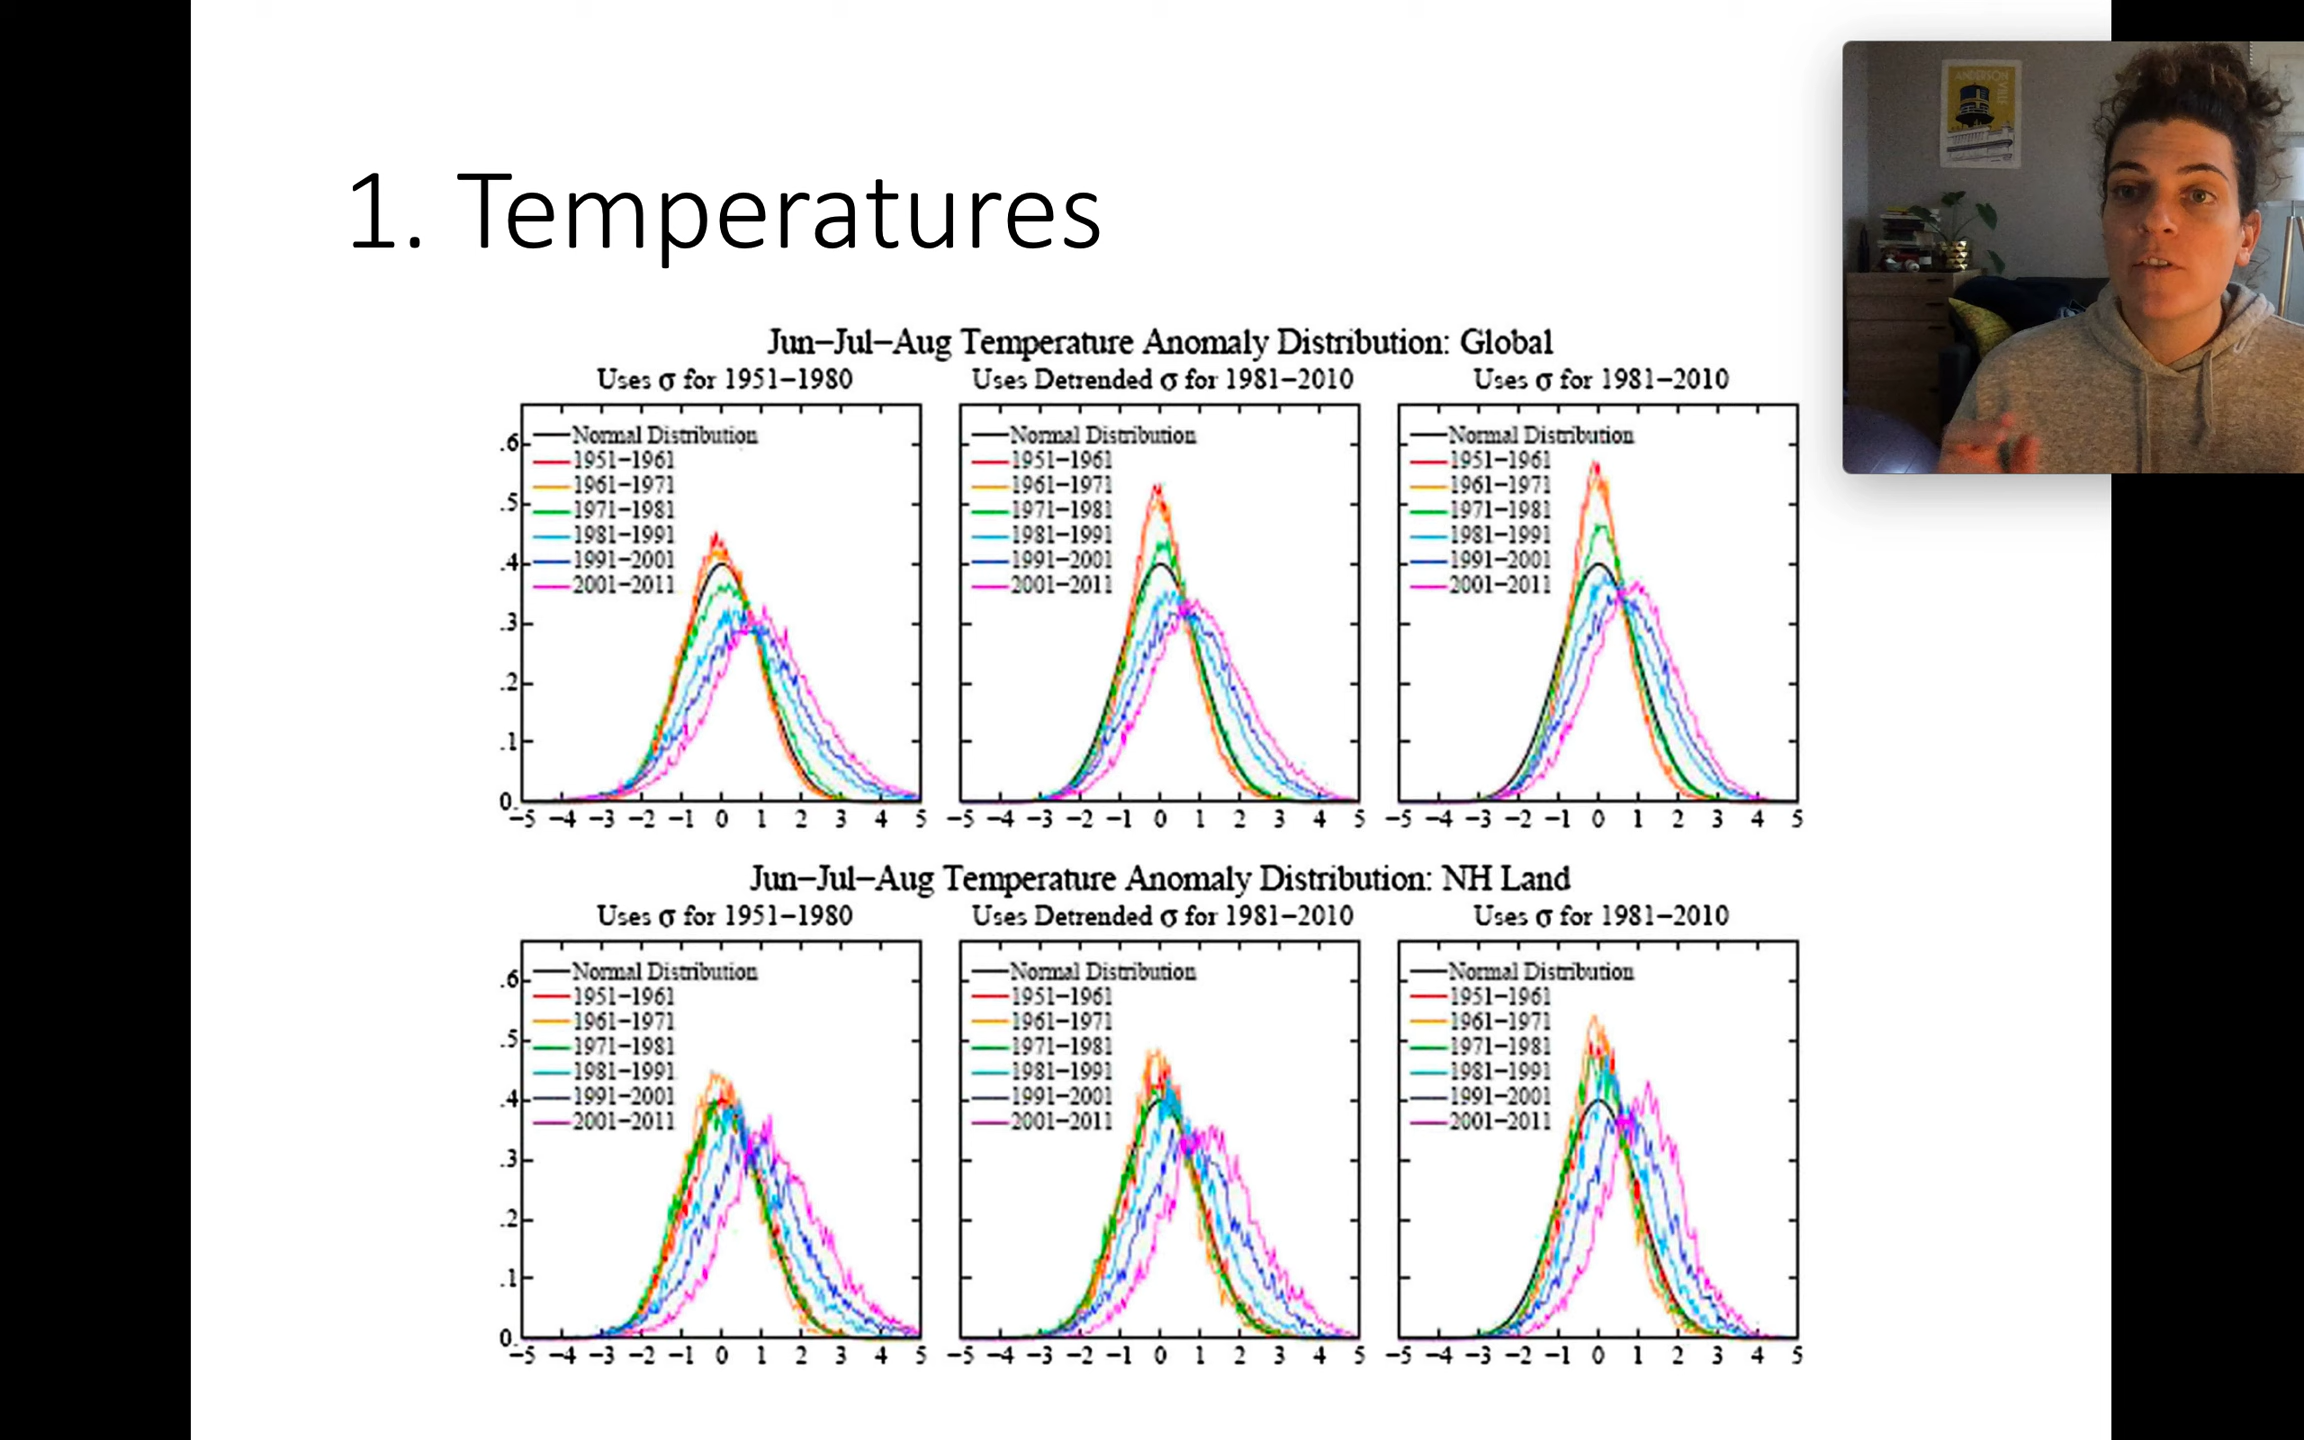 1. Temperatures
ANDERSON
VILLE
Jun–Jul–Aug Temperature Anomaly Distribution: Global
Uses σ for 1951–1980
Normal Distribution
1951–1961
1961–1971
1971–1981
1981–1991
1991–2001
2001–2011
.6
.5
.4
.3
.2
.1
0.
–5 –4 –3 –2 –1 0 1 2 3 4 5
Uses Detrended σ for 1981–2010
Normal Distribution
1951–1961
1961–1971
1971–1981
1981–1991
1991–2001
2001–2011
–5 –4 –3 –2 –1 0 1 2 3 4 5
Uses σ for 1981–2010
Normal Distribution
1951–1961
1961–1971
1971–1981
1981–1991
1991–2001
2001–2011
–5 –4 –3 –2 –1 0 1 2 3 4 5
Jun–Jul–Aug Temperature Anomaly Distribution: NH Land
Uses σ for 1951–1980
Normal Distribution
1951–1961
1961–1971
1971–1981
1981–1991
1991–2001
2001–2011
.6
.5
.4
.3
.2
.1
0.
–5 –4 –3 –2 –1 0 1 2 3 4 5
Uses Detrended σ for 1981–2010
Normal Distribution
1951–1961
1961–1971
1971–1981
1981–1991
1991–2001
2001–2011
–5 –4 –3 –2 –1 0 1 2 3 4 5
Uses σ for 1981–2010
Normal Distribution
1951–1961
1961–1971
1971–1981
1981–1991
1991–2001
2001–2011
–5 –4 –3 –2 –1 0 1 2 3 4 5